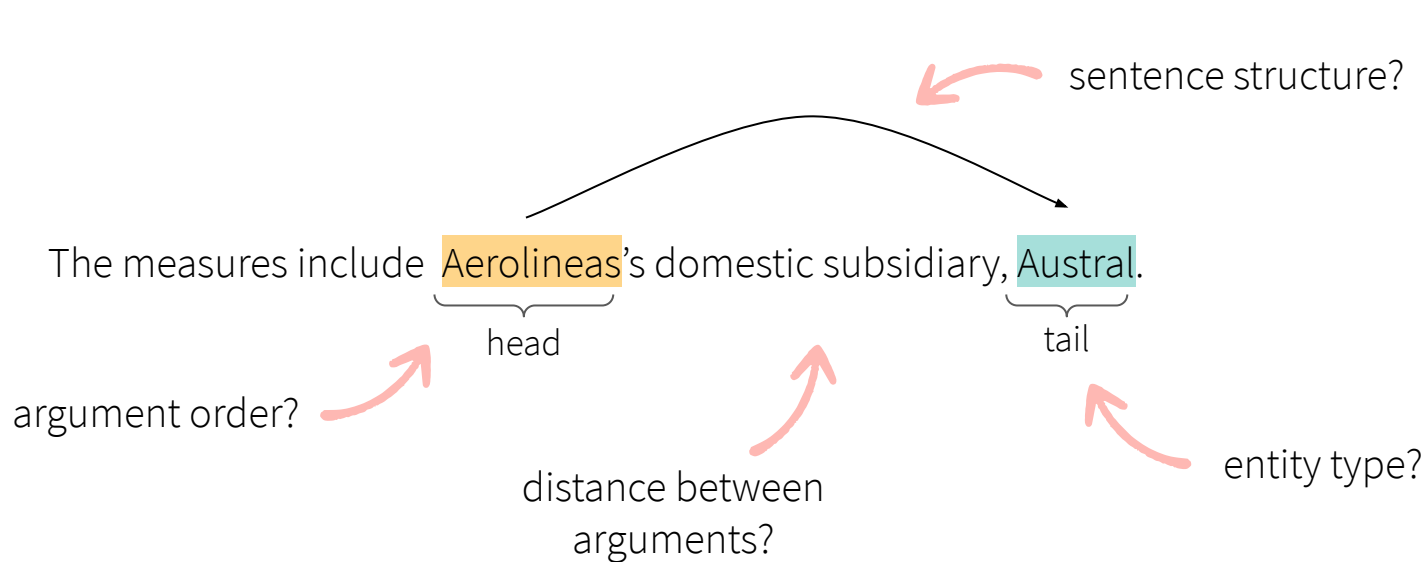 sentence structure?
The measures include Aerolineas’s domestic subsidiary, Austral.
head
tail
argument order?
distance between
arguments?
entity type?